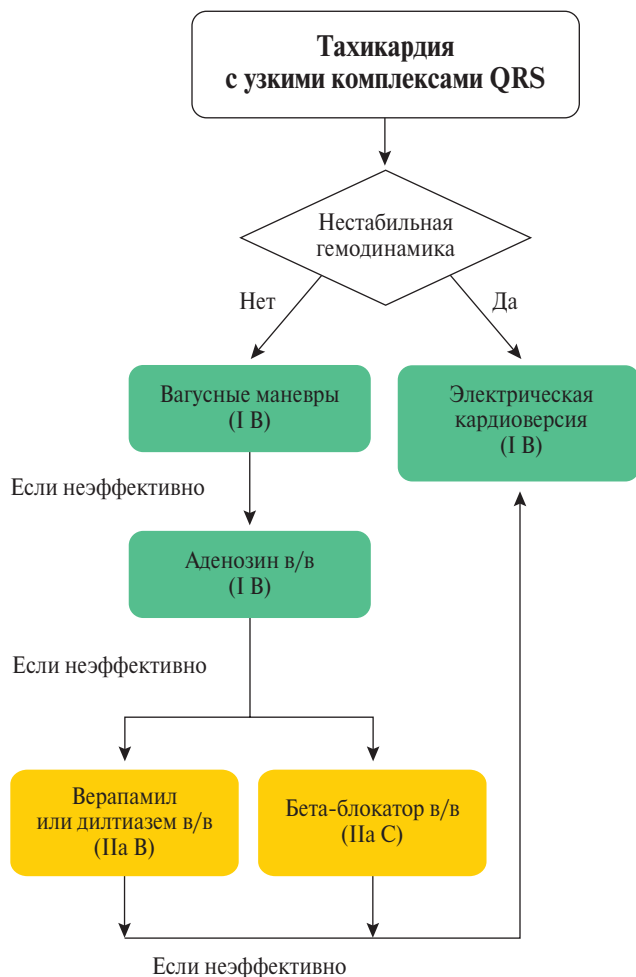 Тахикардия
с узкими комплексами QRS
Нестабильная
гемодинамика
Нет
Да
Вагусные маневры
(I B)
Электрическая
кардиоверсия
(I B)
Если неэффективно
Аденозин в/в
(I B)
Если неэффективно
Верапамил
или дилтиазем в/в
(IIa B)
Бета-блокатор в/в
(IIa C)
Если неэффективно